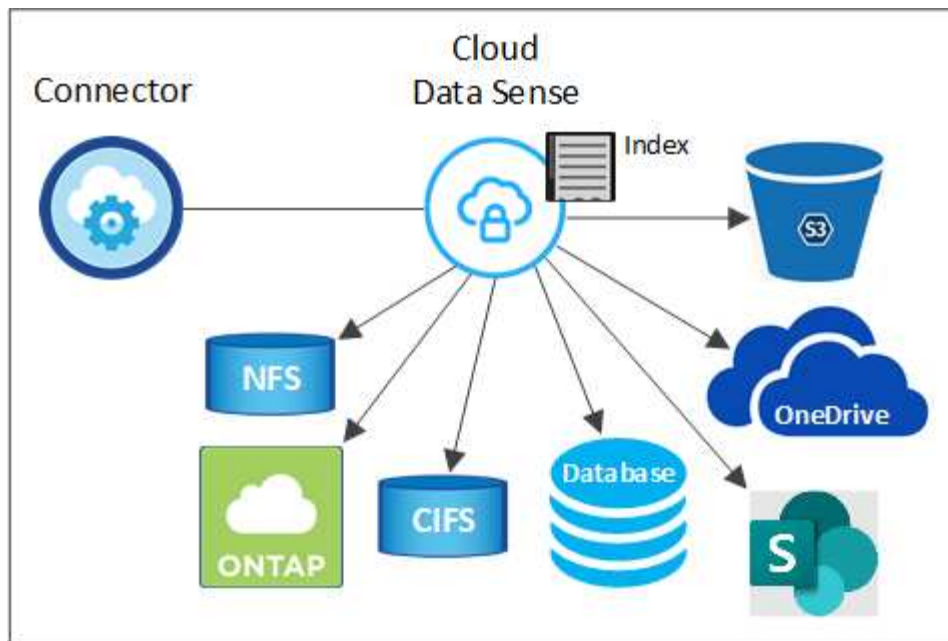 Cloud
Data Sense
Connector
Index
S3
NFS
OneDrive
Database
CIFS
ONTAP
S